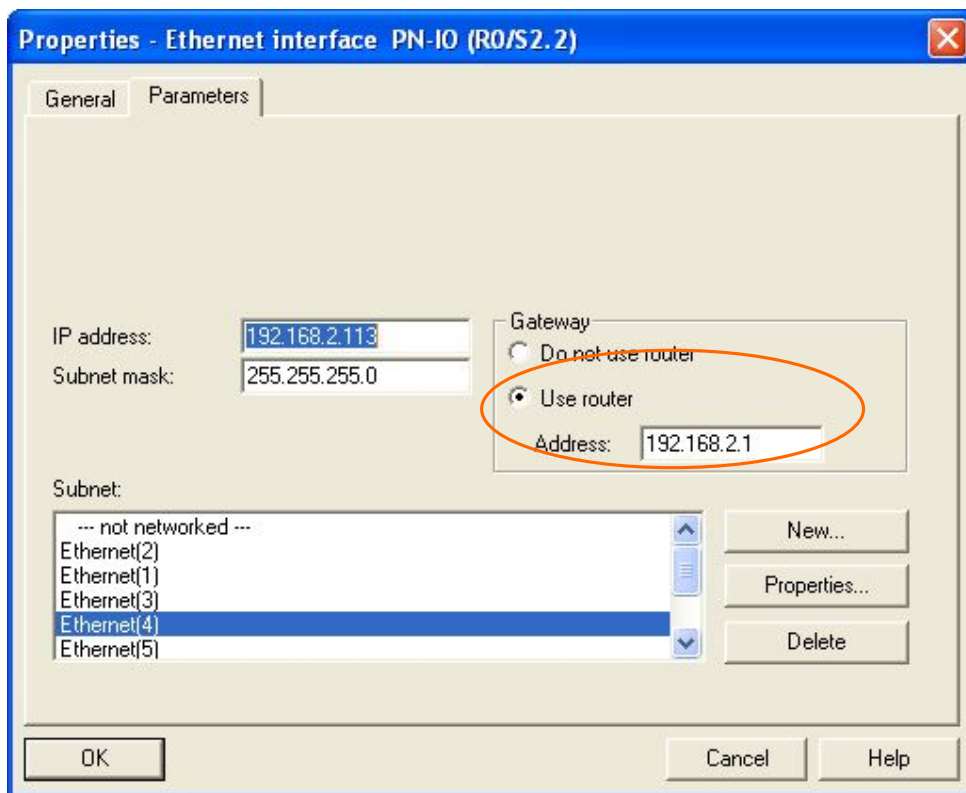 Properties - Ethernet interface PN-IO (R0/S2.2)
General Parameters
IP address: 192.168.2.113
Subnet mask: 255.255.255.0
Gateway
Do not use router
Use router
Address: 192.168.2.1
Subnet:
--- not networked ---
Ethernet(2)
Ethernet(1)
Ethernet(3)
Ethernet(4)
Ethernet(5)
New...
Properties...
Delete
OK Cancel Help